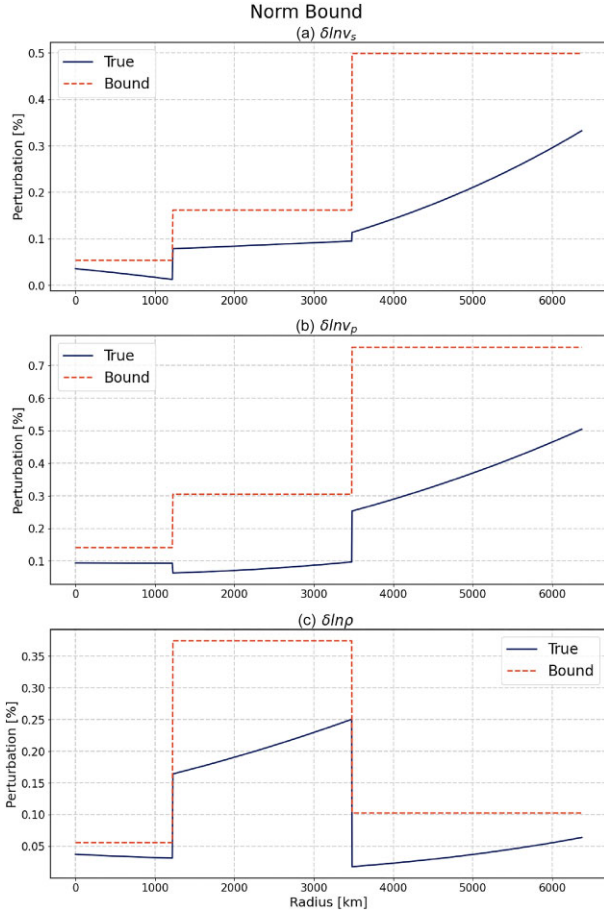 Norm Bound
(a) δlnvₛ
True
Bound
Perturbation [%]
0.5
0.4
0.3
0.2
0.1
0.0
0 1000 2000 3000 4000 5000 6000
(b) δlnvₚ
True
Bound
Perturbation [%]
0.7
0.6
0.5
0.4
0.3
0.2
0.1
0 1000 2000 3000 4000 5000 6000
(c) δlnρ
True
Bound
Perturbation [%]
0.35
0.30
0.25
0.20
0.15
0.10
0.05
0 1000 2000 3000 4000 5000 6000
Radius [km]